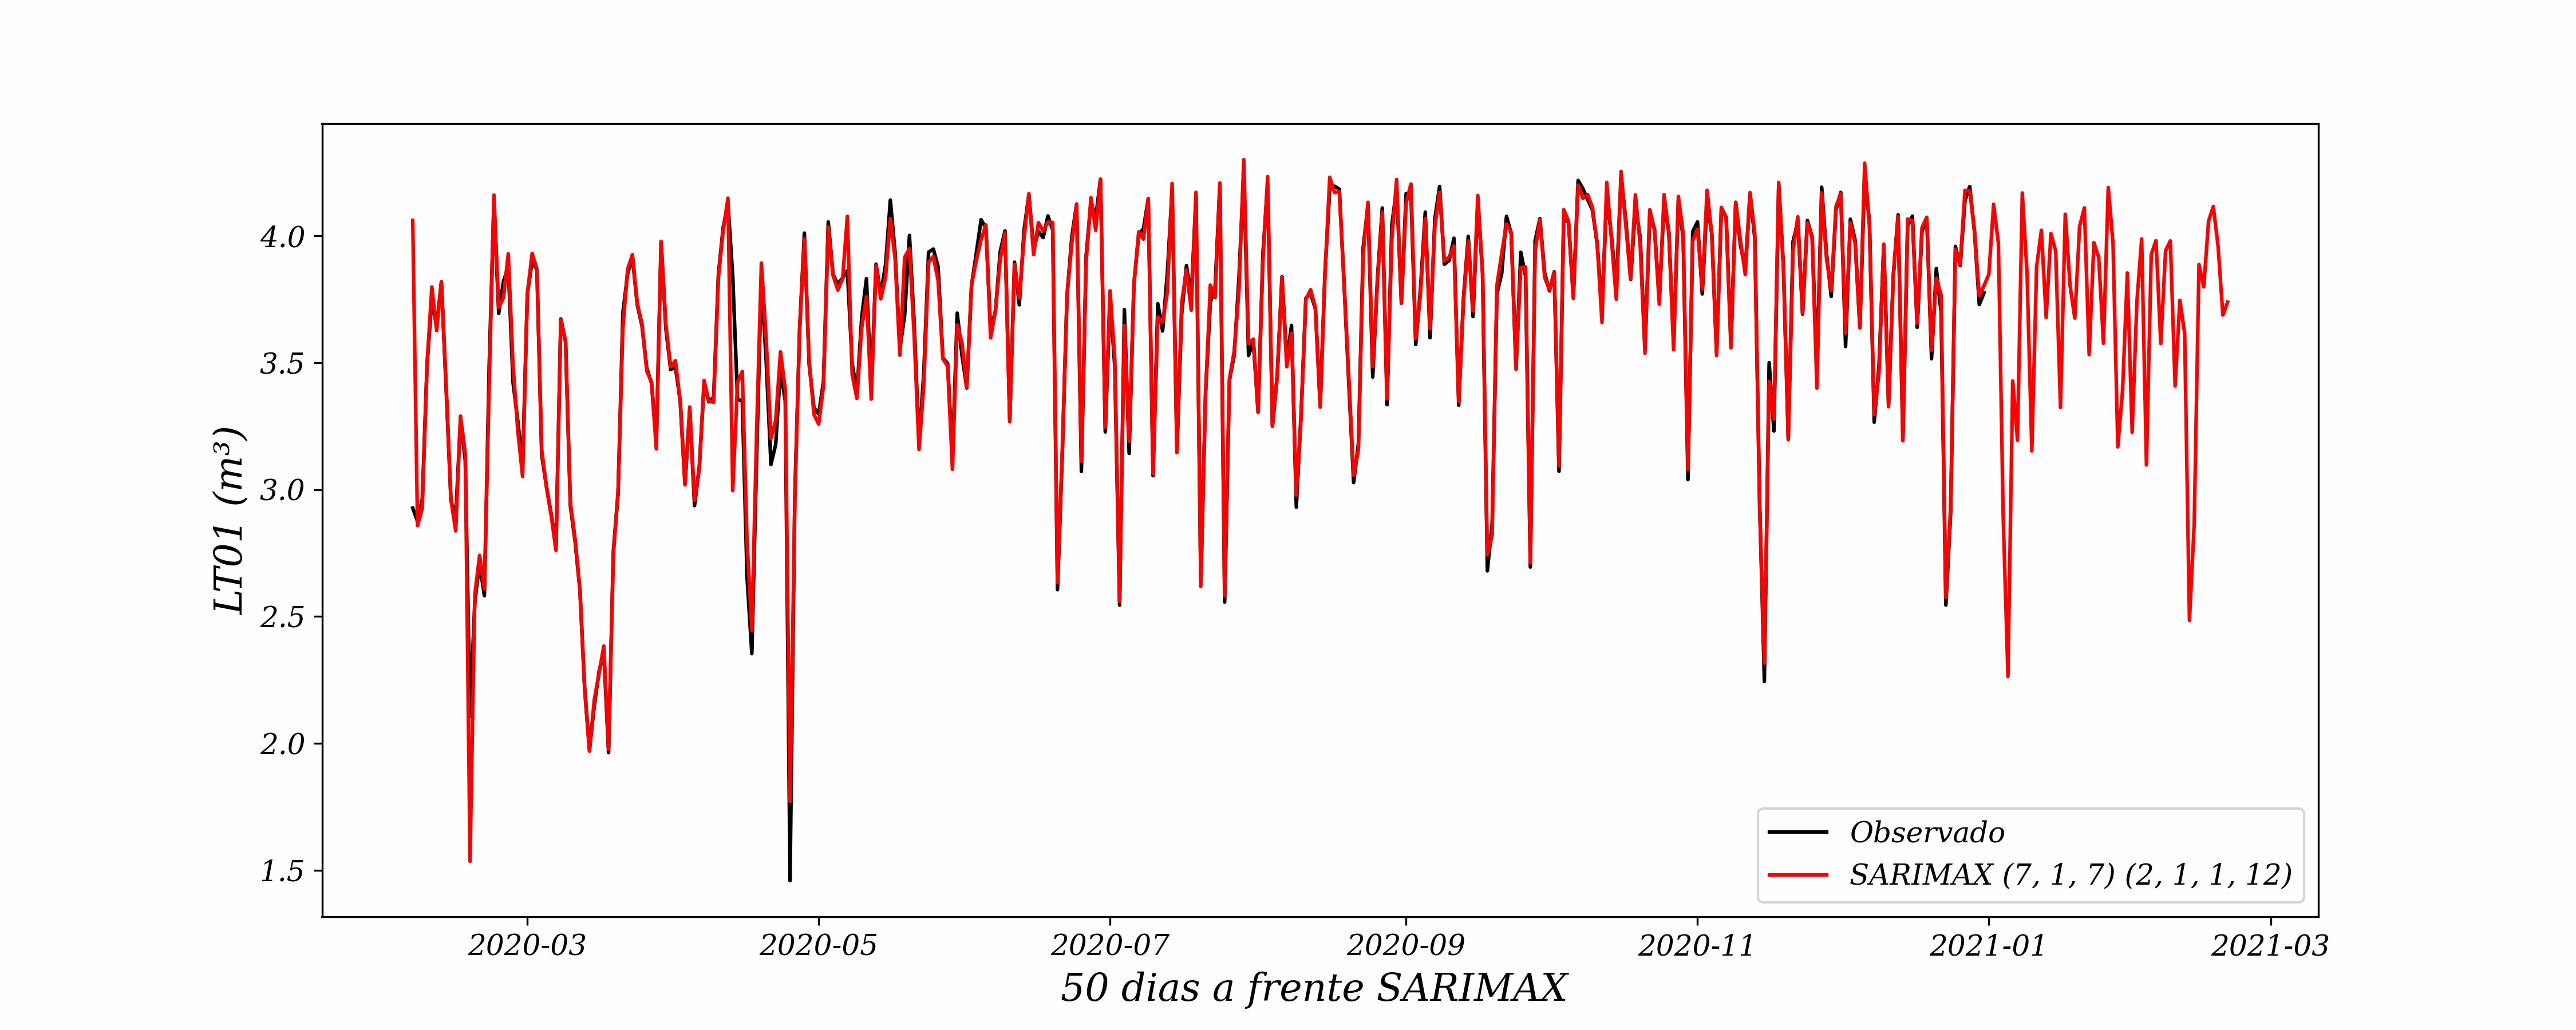 LT01 (m³)
4.0
3.5
3.0
2.5
2.0
1.5
Observado
SARIMAX (7, 1, 7) (2, 1, 1, 12)
2020-03 2020-05 2020-07 2020-09 2020-11 2021-01 2021-03
50 dias a frente SARIMAX